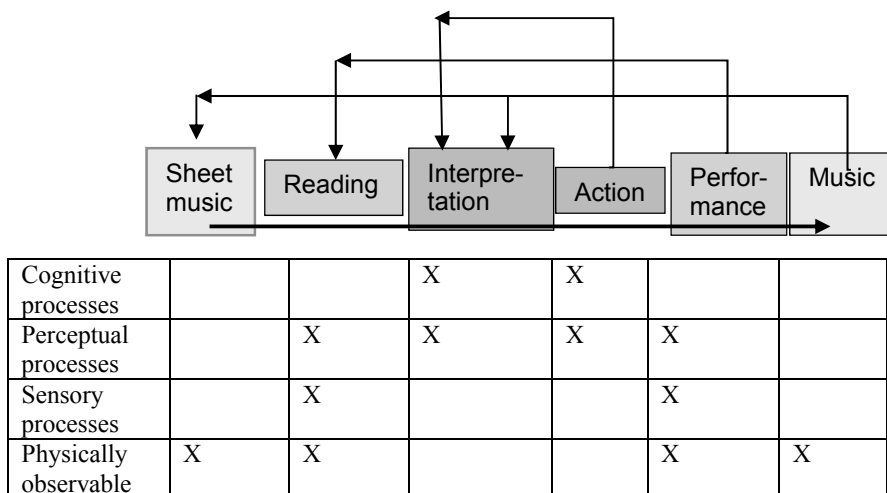 Sheet
music
Reading
Interpre-
tation
Action
Perfor-
mance
Music
Cognitive
processes
X
X
Perceptual
processes
X
X
X
X
Sensory
processes
X
X
Physically
observable
X
X
X
X